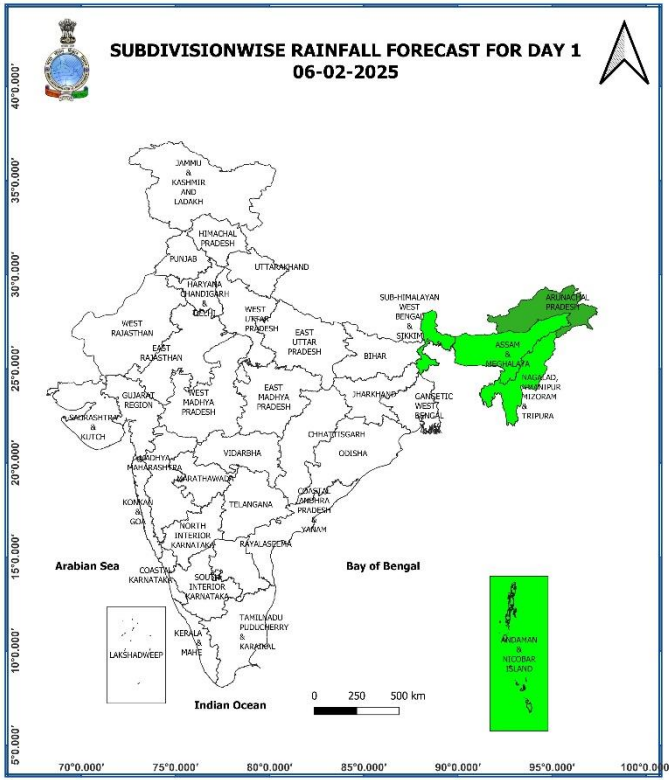 SUBDIVISIONWISE RAINFALL FORECAST FOR DAY 1
06-02-2025
40°0.000'
35°0.000'
30°0.000'
25°0.000'
20°0.000'
15°0.000'
10°0.000'
5°0.000'
JAMMU
&
KASHMIR
AND
LADAKH
HIMACHAL
PRADESH
PUNJAB
UTTARAKHAND
HARYANA
CHANDIGARH
&
DELHI
WEST
UTTAR
PRADESH
EAST
UTTAR
PRADESH
WEST
RAJASTHAN
EAST
RAJASTHAN
BIHAR
SUB-HIMALAYAN
WEST
BENGAL
&
SIKKIM
ARUNACHAL
PRADESH
ASSAM
&
MEGHALAYA
NAGALAD,
MANIPUR
MIZORAM
&
TRIPURA
GUJARAT
REGION
SAURASHTRA
&
KUTCH
WEST
MADHYA
PRADESH
EAST
MADHYA
PRADESH
JHARKHAND
GANGETIC
WEST
BENGAL
CHHATTISGARH
ODISHA
VIDARBHA
MADHYA
MAHARASHTRA
MARATHAWADA
KONKAN
&
GOA
TELANGANA
COASTAL
ANDHRA
PRADESH
&
YANAM
NORTH
INTERIOR
KARNATAKA
RAYALASEEMA
COASTAL
KARNATAKA
SOUTH
INTERIOR
KARNATAKA
KERALA
&
MAHE
TAMILNADU
PUDUCHERRY
&
KARAIKAL
LAKSHADWEEP
ANDAMAN
&
NICOBAR
ISLAND
Arabian Sea
Bay of Bengal
Indian Ocean
0 250 500 km
70°0.000' 75°0.000' 80°0.000' 85°0.000' 90°0.000' 95°0.000' 100°0.000